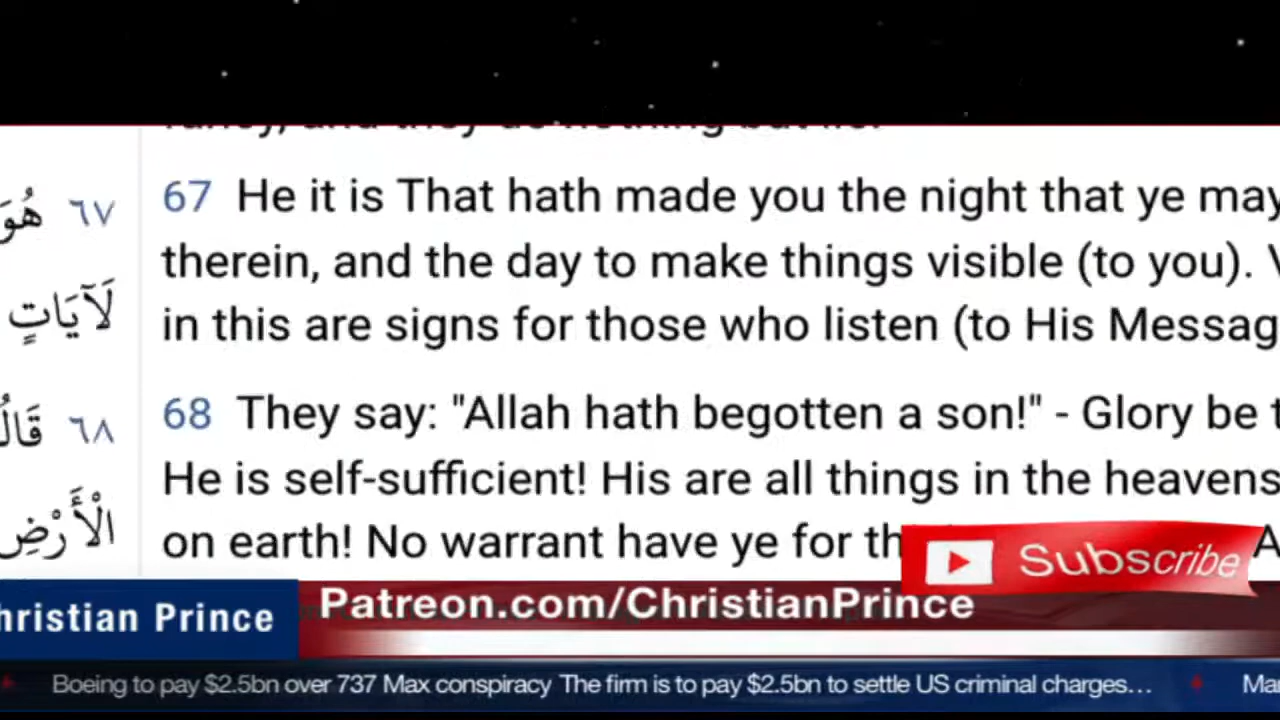 67 He it is That hath made you the night that ye may
therein, and the day to make things visible (to you).
in this are signs for those who listen (to His Messag
68 They say: "Allah hath begotten a son!" - Glory be t
He is self-sufficient! His are all things in the heavens
on earth! No warrant have ye for th
٦٧ هُوَ
لَآيَاتٍ
٦٨ قَالُ
الْأَرْضِ
Subscribe
hristian Prince
Patreon.com/ChristianPrince
Boeing to pay $2.5bn over 737 Max conspiracy The firm is to pay $2.5bn to settle US criminal charges… Mar